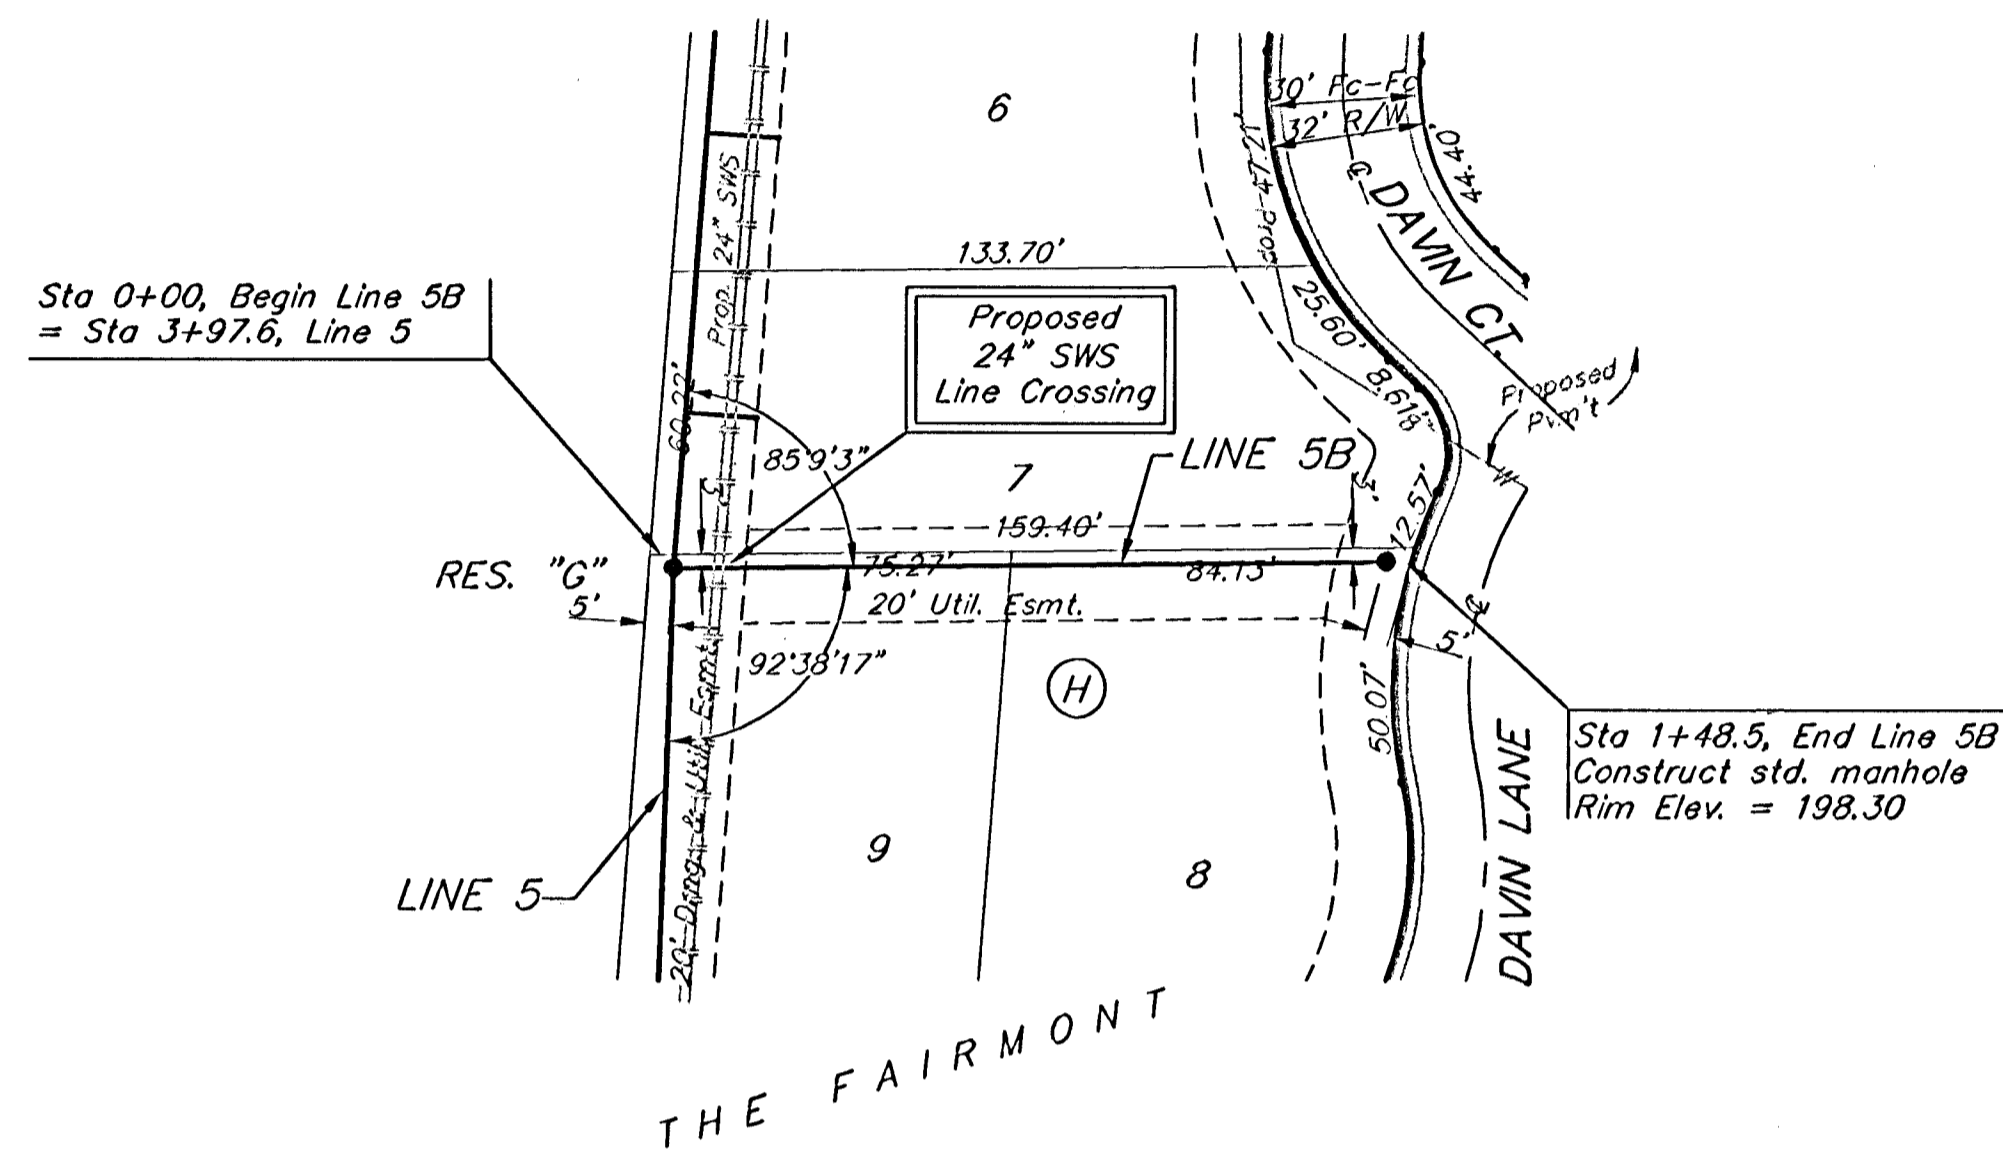 6
30' Fc-Fc
32' R/W
44.40'
Prop. 24" SWS
DAVIN CT.
133.70'
Sta 0+00, Begin Line 5B
= Sta 3+97.6, Line 5
Proposed
24" SWS
Line Crossing
25.60'
8.61'
Proposed
Pvm't
60.22'
85°9'3"
7
LINE 5B
3'
12.57'
159.40'
RES. "G"
75.27'
84.13'
5'
20' Util. Esmt.
5'
92°38'17"
H
50.07'
Sta 1+48.5, End Line 5B
Construct std. manhole
Rim Elev. = 198.30
DAVIN LANE
20' Drng. & Util. Esmt.
9
8
LINE 5
THE FAIRMONT